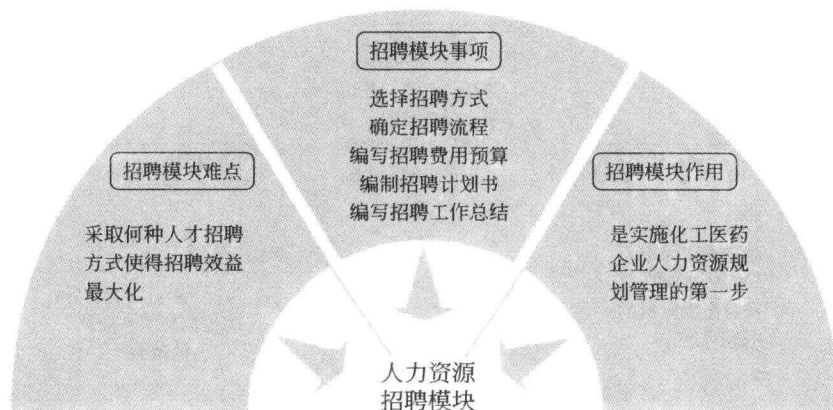 招聘模块事项
选择招聘方式
确定招聘流程
编写招聘费用预算
编制招聘计划书
编写招聘工作总结
招聘模块难点
采取何种人才招聘
方式使得招聘效益
最大化
招聘模块作用
是实施化工医药
企业人力资源规
划管理的第一步
人力资源
招聘模块